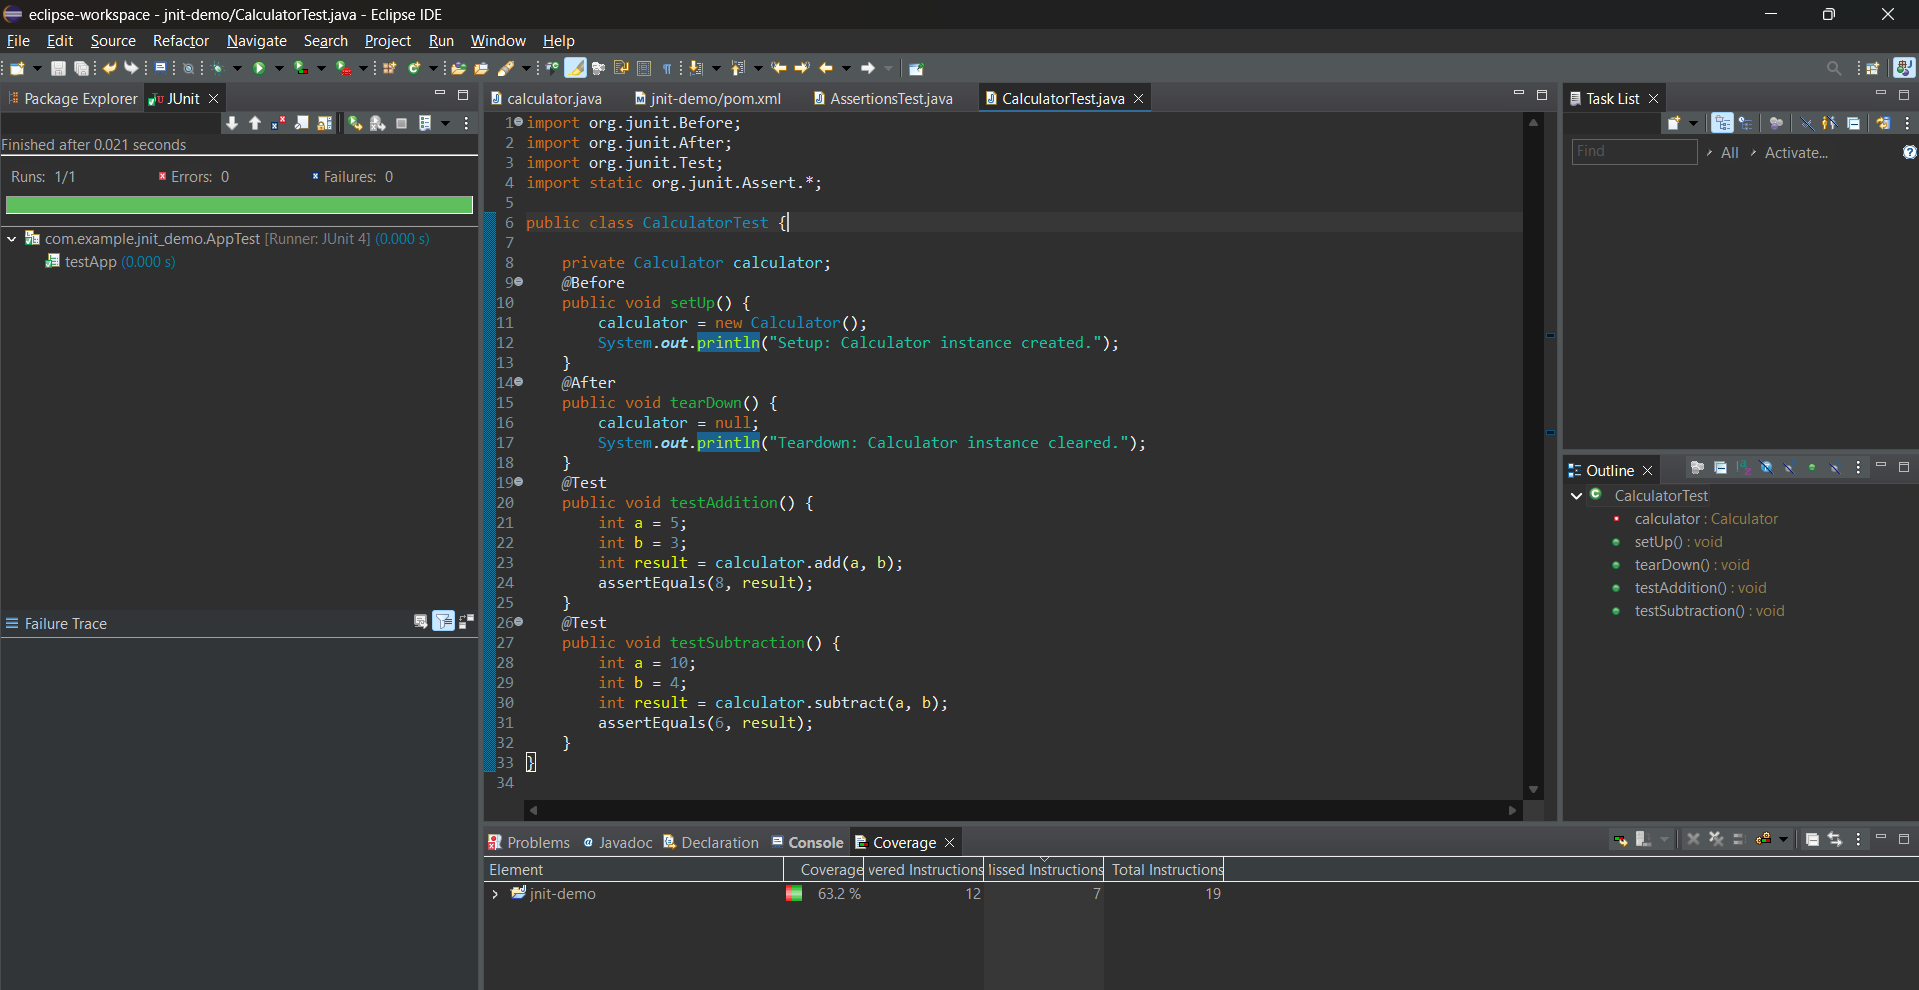 eclipse-workspace - jnit-demo/CalculatorTest.java - Eclipse IDE
File Edit Source Refactor Navigate Search Project Run Window Help
Package Explorer JUnit
Finished after 0.021 seconds
Runs: 1/1 Errors: 0 Failures: 0
com.example.jnit_demo.AppTest [Runner: JUnit 4] (0.000 s)
testApp (0.000 s)
Failure Trace
calculator.java jnit-demo/pom.xml AssertionsTest.java CalculatorTest.java
1 import org.junit.Before;
2 import org.junit.After;
3 import org.junit.Test;
4 import static org.junit.Assert.*;
5
6 public class CalculatorTest {
7
8 private Calculator calculator;
9 @Before
10 public void setUp() {
11 calculator = new Calculator();
12 System.out.println("Setup: Calculator instance created.");
13 }
14 @After
15 public void tearDown() {
16 calculator = null;
17 System.out.println("Teardown: Calculator instance cleared.");
18 }
19 @Test
20 public void testAddition() {
21 int a = 5;
22 int b = 3;
23 int result = calculator.add(a, b);
24 assertEquals(8, result);
25 }
26 @Test
27 public void testSubtraction() {
28 int a = 10;
29 int b = 4;
30 int result = calculator.subtract(a, b);
31 assertEquals(6, result);
32 }
33 }
34
Task List
Find All Activate...
Outline
CalculatorTest
calculator : Calculator
setUp() : void
tearDown() : void
testAddition() : void
testSubtraction() : void
Problems Javadoc Declaration Console Coverage
Element Coverage vered Instructions lissed Instructions Total Instructions
jnit-demo 63.2 % 12 7 19